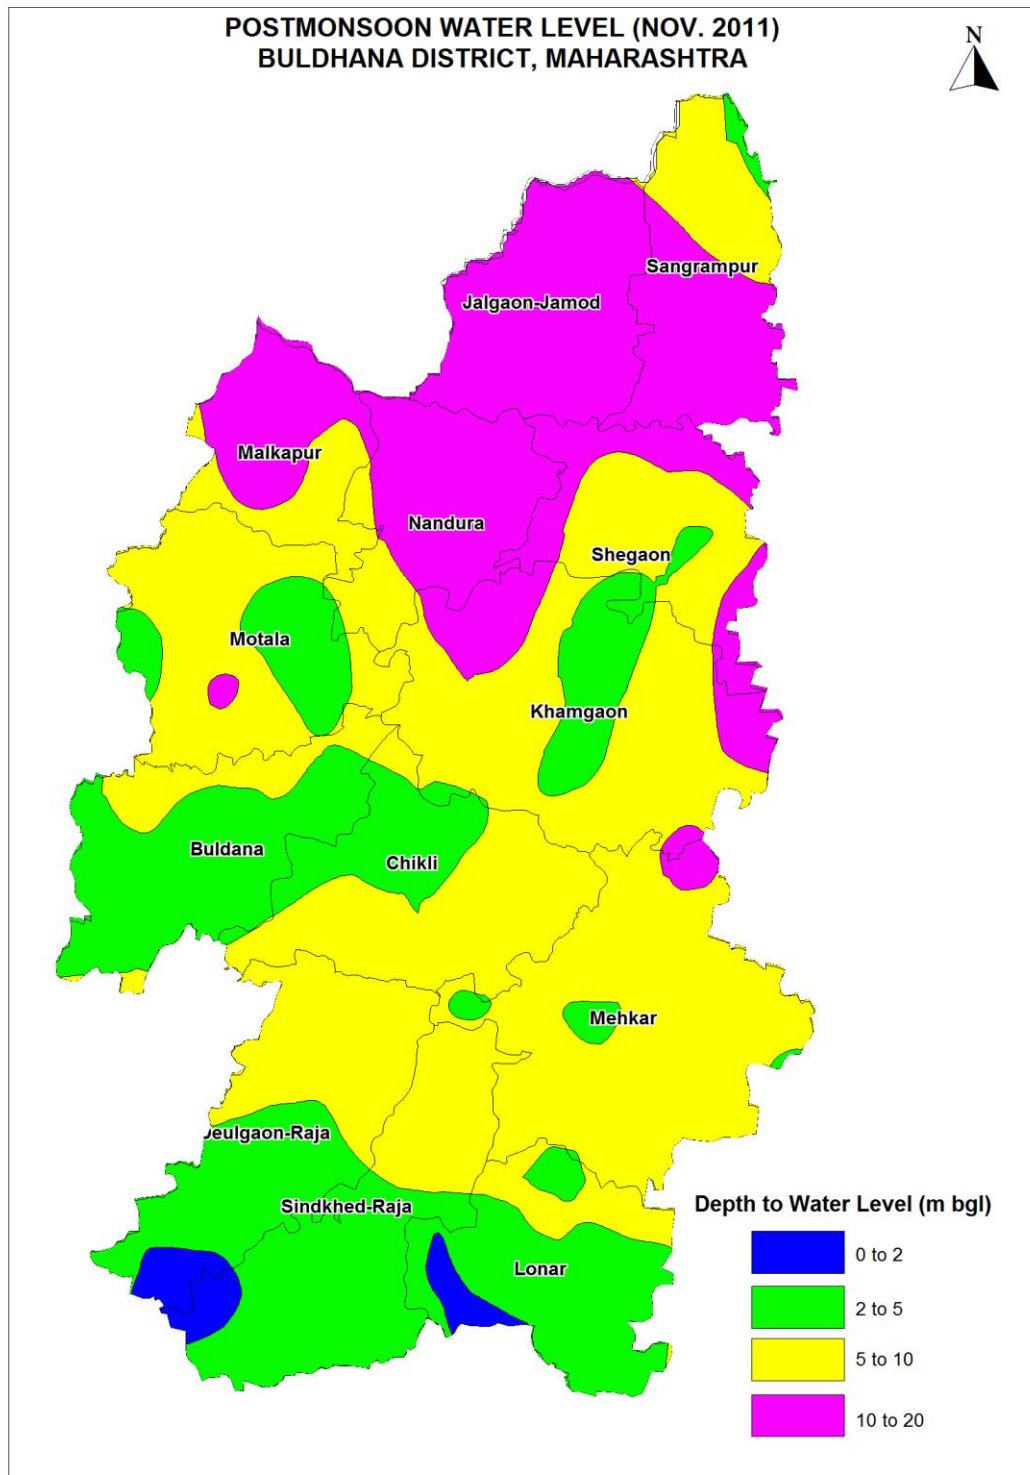 POSTMONSOON WATER LEVEL (NOV. 2011)
BULDHANA DISTRICT, MAHARASHTRA
N
Sangrampur
Jalgaon-Jamod
Malkapur
Nandura
Shegaon
Motala
Khamgaon
Buldana
Chikli
Mehkar
Deulgaon-Raja
Sindkhed-Raja
Lonar
Depth to Water Level (m bgl)
0 to 2
2 to 5
5 to 10
10 to 20